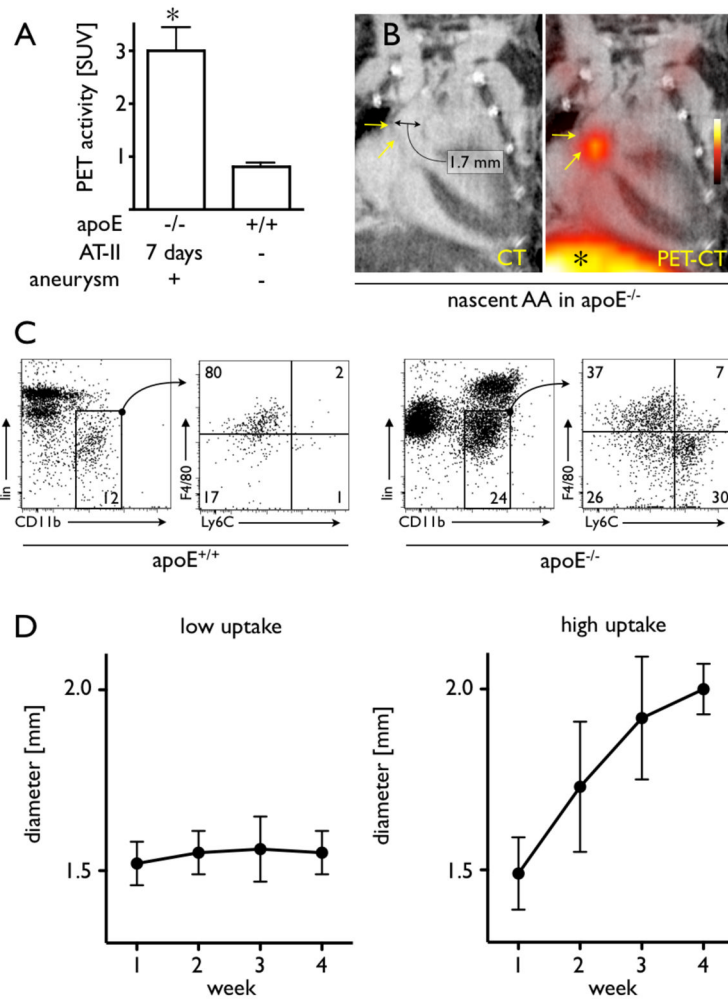 A
*
PET activity [SUV]
3
2
1
apoE -/- +/+
AT-II 7 days -
aneurysm + -
B
1.7 mm
CT
*
PET-CT
nascent AA in apoE-/-
C
80 2
17 1
12
lin
CD11b
F4/80
Ly6C
apoE+/+
37 7
26 30
24
lin
CD11b
F4/80
Ly6C
apoE-/-
D
low uptake
diameter [mm]
2.0
1.5
1 2 3 4
week
high uptake
diameter [mm]
2.0
1.5
1 2 3 4
week